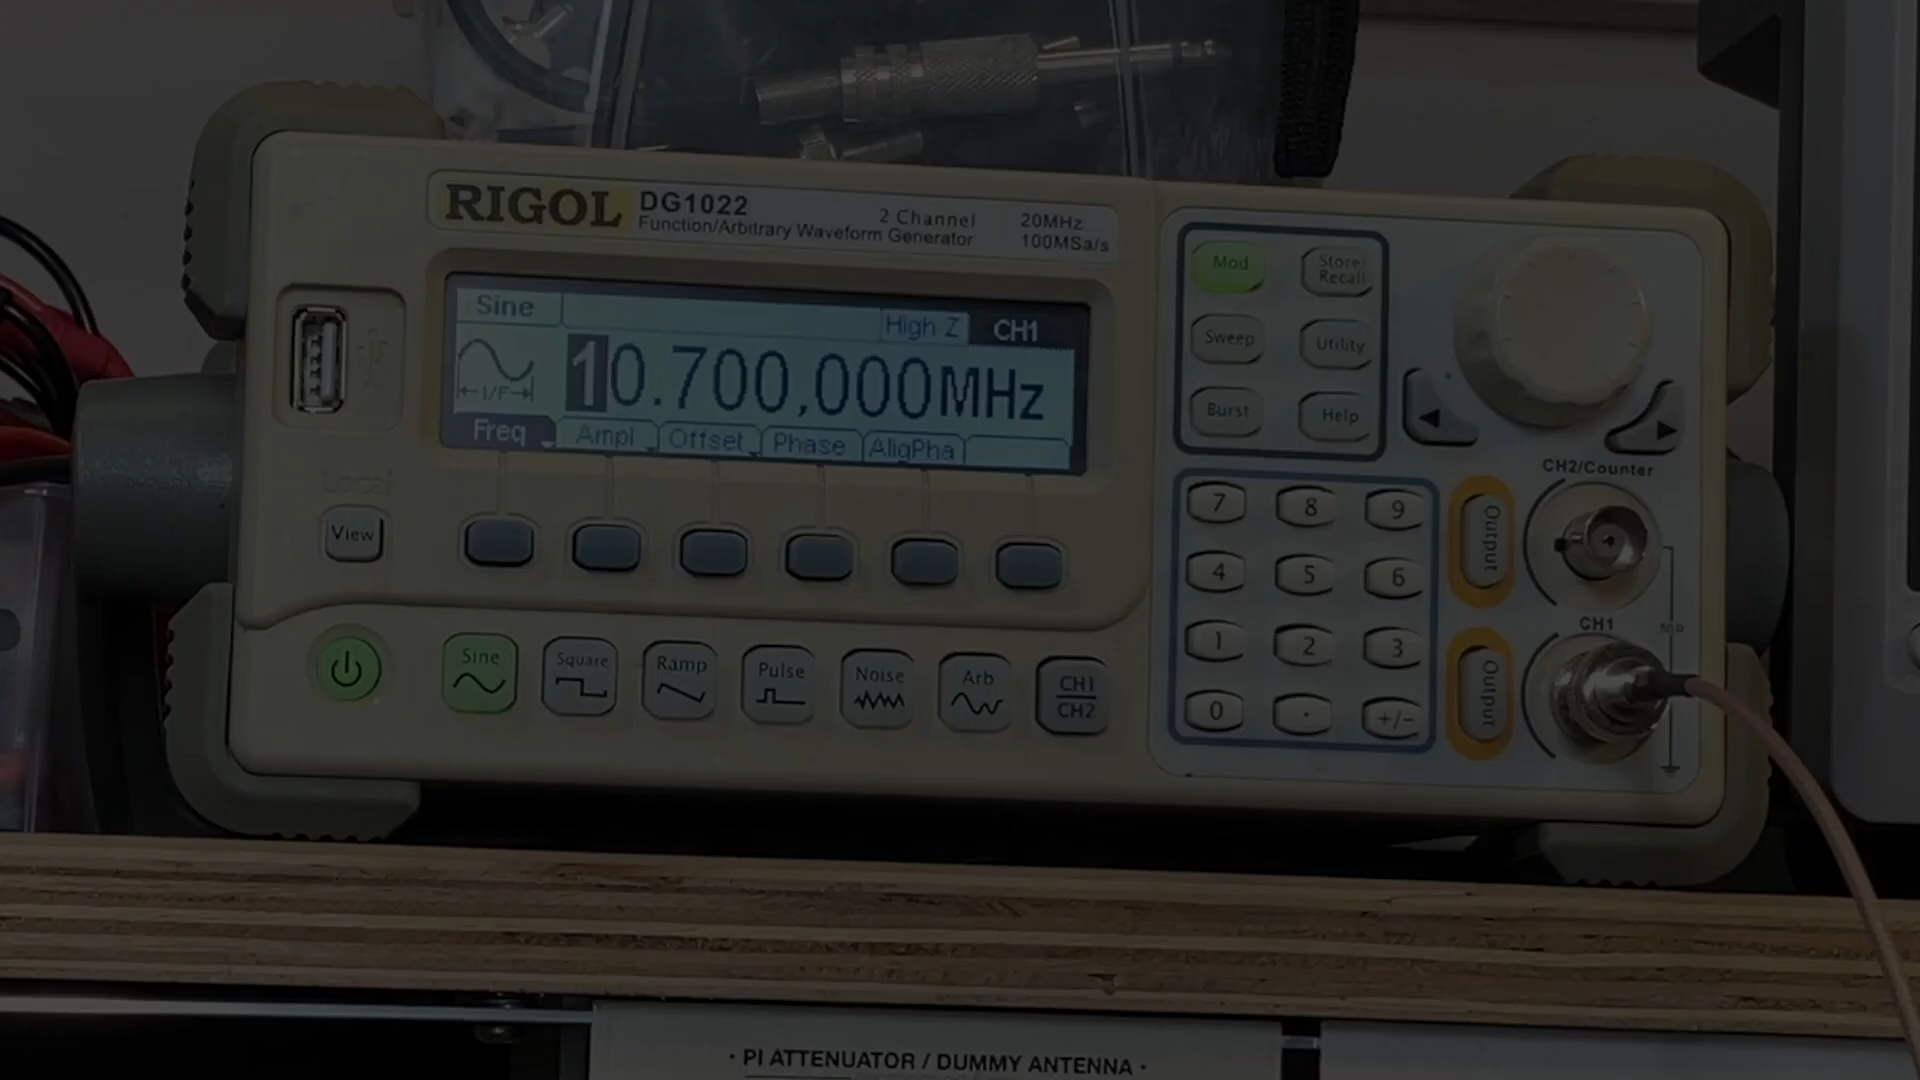 RIGOL DG1022 2 Channel 20MHz
Function/Arbitrary Waveform Generator 100MSa/s
Sine High Z CH1
1/F
10.700,000MHz
Freq Ampl Offset Phase AligPha
Local
View
Sine Square Ramp Pulse Noise Arb CH1 CH2
Mod Store/Recall
Sweep Utility
Burst Help
7 8 9
4 5 6
1 2 3
0 . +/-
CH2/Counter
Output
CH1
50Ω
Output
· PI ATTENUATOR / DUMMY ANTENNA ·